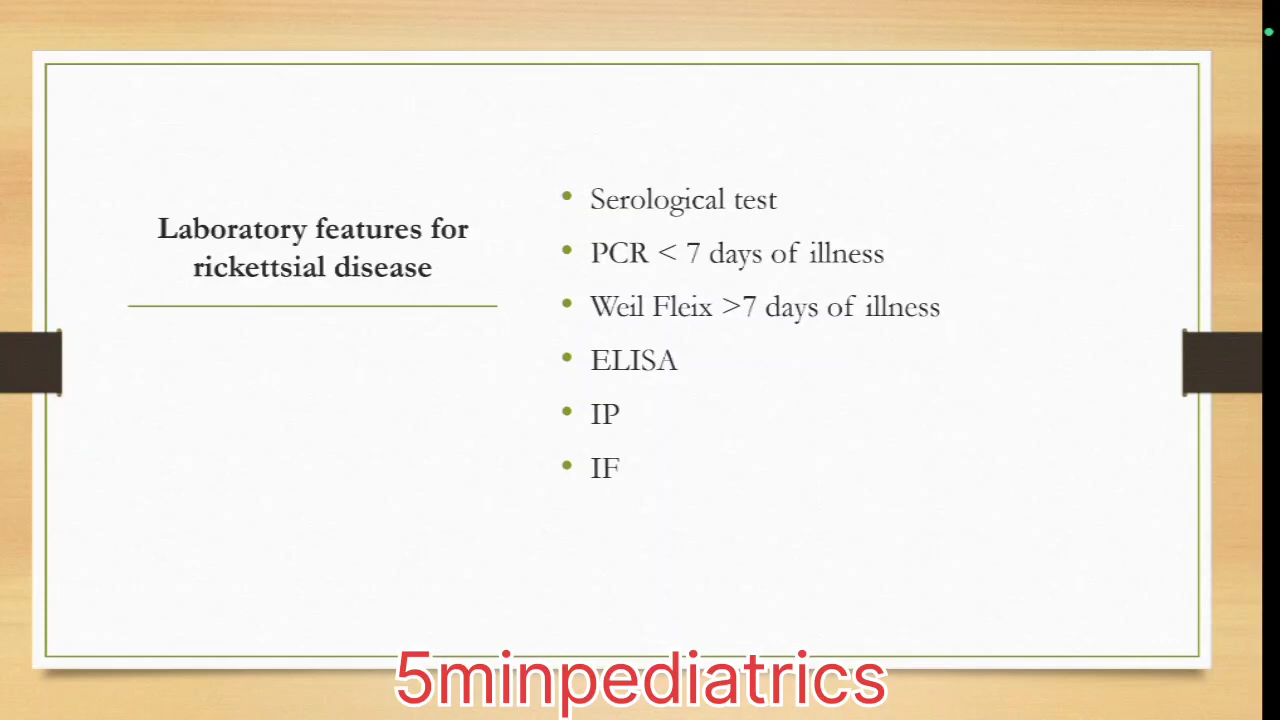 Laboratory features for
rickettsial disease
Serological test
PCR < 7 days of illness
Weil Fleix >7 days of illness
ELISA
IP
IF
5minpediatrics